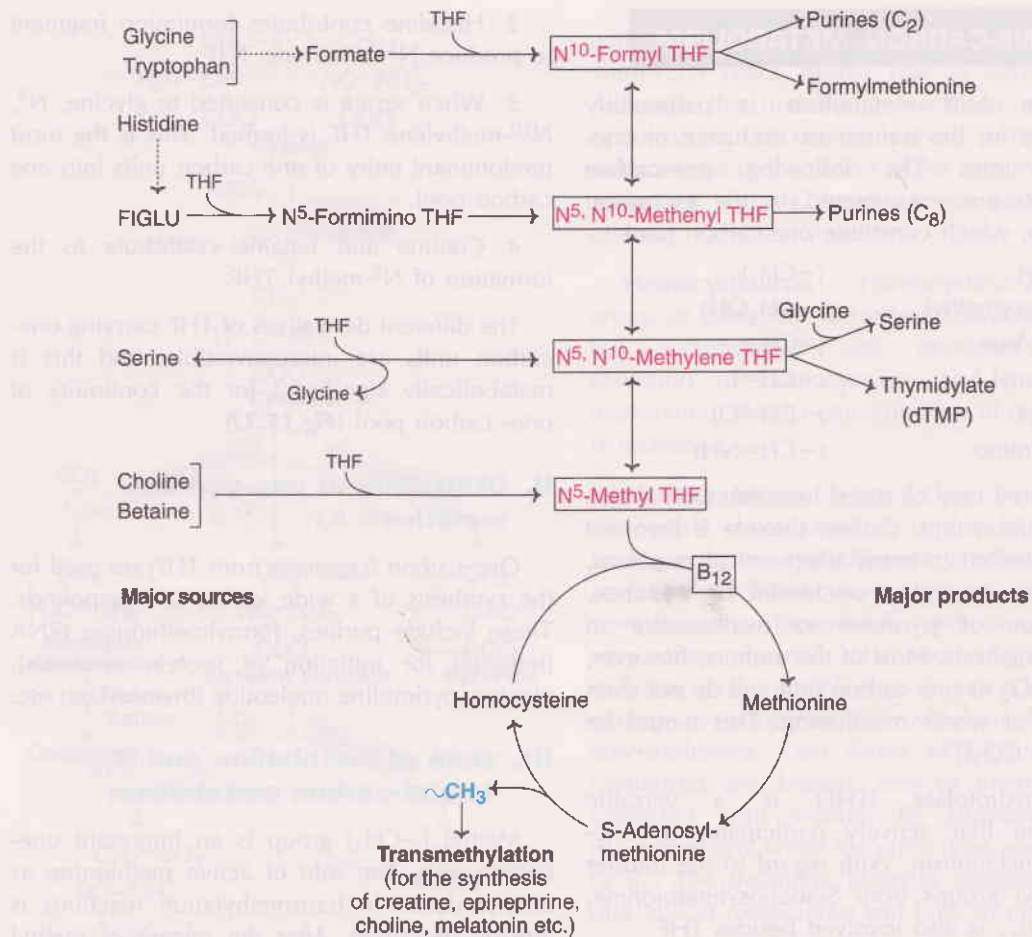 Glycine
Tryptophan
Formate
THF
N10-Formyl THF
Purines (C2)
Formylmethionine
Histidine
FIGLU
THF
N5-Formimino THF
N5, N10-Methenyl THF
Purines (C8)
Serine
THF
Glycine
N5, N10-Methylene THF
Glycine
Serine
Thymidylate
(dTMP)
Choline
Betaine
THF
N5-Methyl THF
B12
Major sources
Major products
Homocysteine
Methionine
~CH3
S-Adenosyl-
methionine
Transmethylation
(for the synthesis
of creatine, epinephrine,
choline, melatonin etc.)